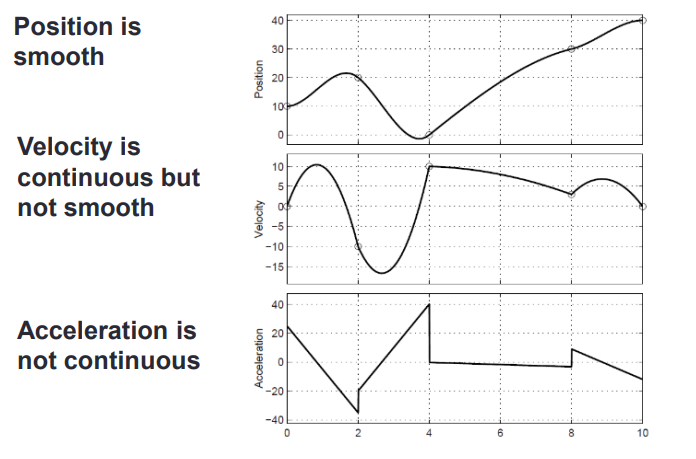 Position is
smooth
40
30
20
10
0
Position
Velocity is
continuous but
not smooth
10
5
0
−5
−10
−15
Velocity
Acceleration is
not continuous
40
20
0
−20
−40
Acceleration
0 2 4 6 8 10